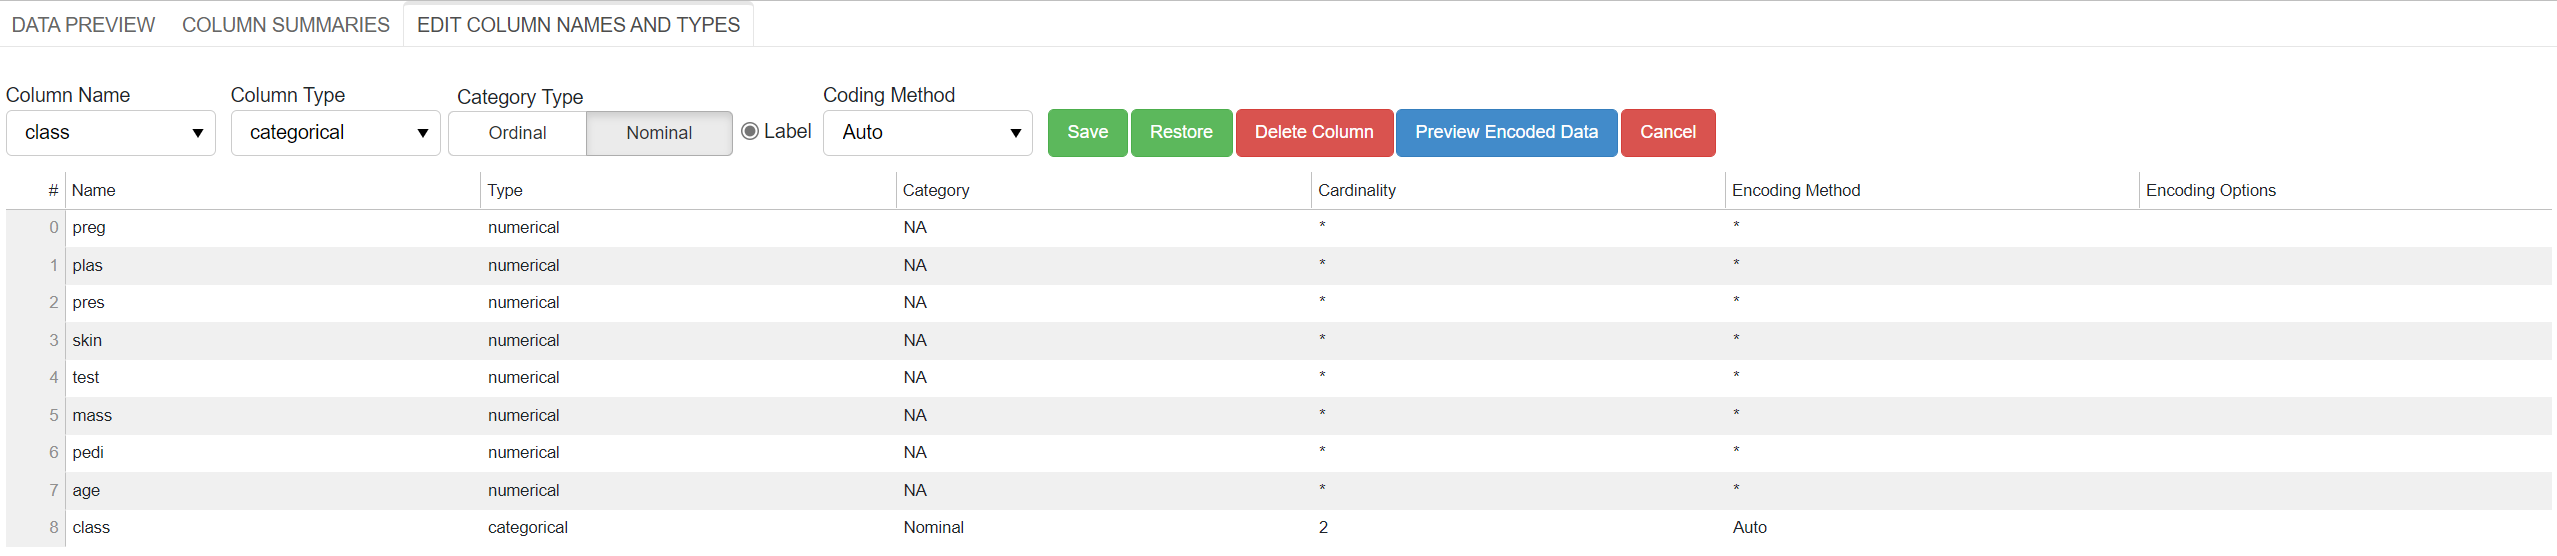 DATA PREVIEW COLUMN SUMMARIES EDIT COLUMN NAMES AND TYPES
Column Name Column Type Category Type Coding Method
class categorical Ordinal Nominal Label Auto Save Restore Delete Column Preview Encoded Data Cancel
# Name Type Category Cardinality Encoding Method Encoding Options
0 preg numerical NA * *
1 plas numerical NA * *
2 pres numerical NA * *
3 skin numerical NA * *
4 test numerical NA * *
5 mass numerical NA * *
6 pedi numerical NA * *
7 age numerical NA * *
8 class categorical Nominal 2 Auto